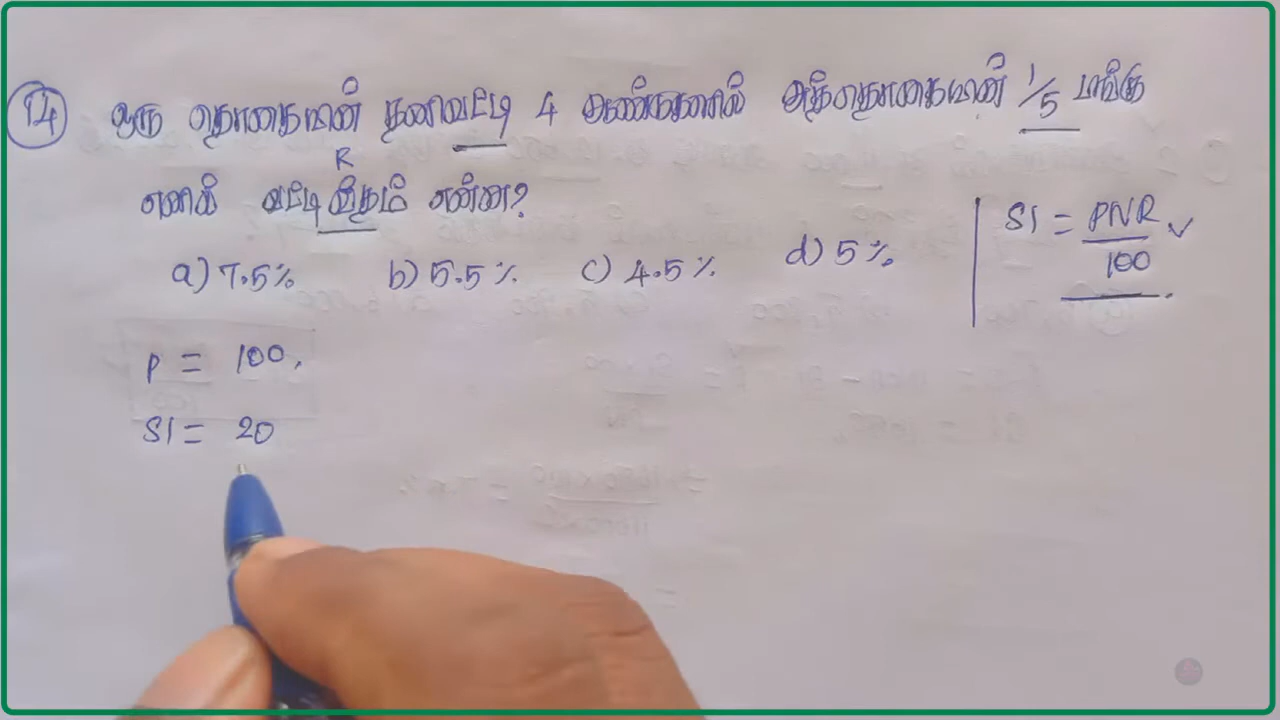 14 ஒரு தொகையின் தனிவட்டி 4 ஆண்டுகளில் அத்தொகையின் 1/5 பங்கு
R
எனில் வட்டி வீதம் என்ன?
a) 7.5% b) 5.5% c) 4.5% d) 5%
SI = PNR / 100
P = 100,
SI = 20